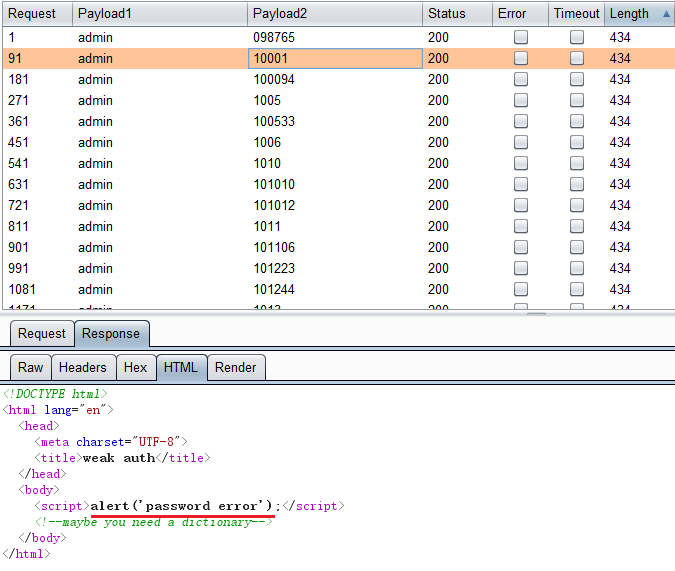 Request Payload1 Payload2 Status Error Timeout Length
1 admin 098765 200 434
91 admin 10001 200 434
181 admin 100094 200 434
271 admin 1005 200 434
361 admin 100533 200 434
451 admin 1006 200 434
541 admin 1010 200 434
631 admin 101010 200 434
721 admin 101012 200 434
811 admin 1011 200 434
901 admin 101106 200 434
991 admin 101223 200 434
1081 admin 101244 200 434
1171 admin 1013 200 434
Request Response
Raw Headers Hex HTML Render
<!DOCTYPE html>
<html lang="en">
<head>
<meta charset="UTF-8">
<title>weak auth</title>
</head>
<body>
<script>alert('password error');</script>
<!--maybe you need a dictionary-->
</body>
</html>